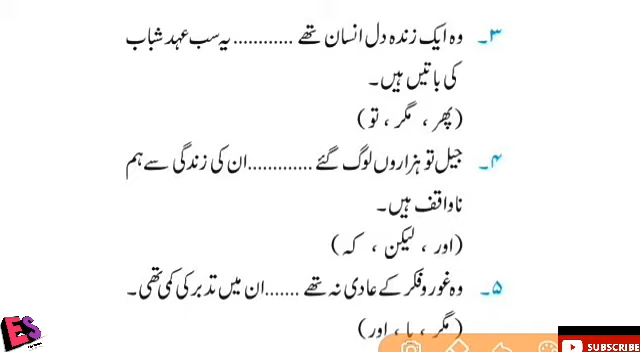 ۳۔ وہ ایک زندہ دل انسان تھے ............ یہ سب عہد شباب
کی باتیں ہیں۔
(پھر ، مگر ، تو)
۴۔ جیل تو ہزاروں لوگ گئے .............ان کی زندگی سے ہم
ناواقف ہیں۔
(اور ، لیکن ، کہ)
۵۔ وہ غور و فکر کے عادی نہ تھے .......ان میں تدبر کی کمی تھی۔
(مگر ، یا ، اور)
ES
SUBSCRIBE